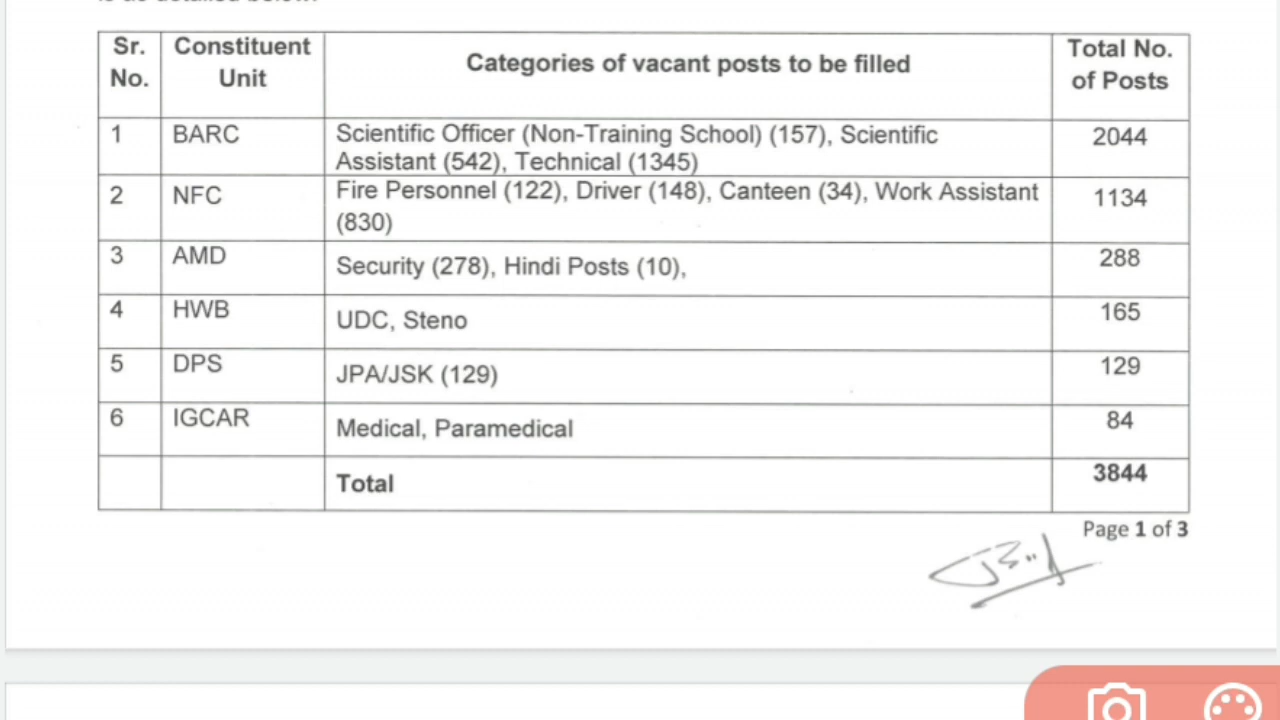 Sr. No. | Constituent Unit | Categories of vacant posts to be filled | Total No. of Posts
1 | BARC | Scientific Officer (Non-Training School) (157), Scientific
Assistant (542), Technical (1345) | 2044
2 | NFC | Fire Personnel (122), Driver (148), Canteen (34), Work Assistant
(830) | 1134
3 | AMD | Security (278), Hindi Posts (10), | 288
4 | HWB | UDC, Steno | 165
5 | DPS | JPA/JSK (129) | 129
6 | IGCAR | Medical, Paramedical | 84
Total | 3844
Page 1 of 3